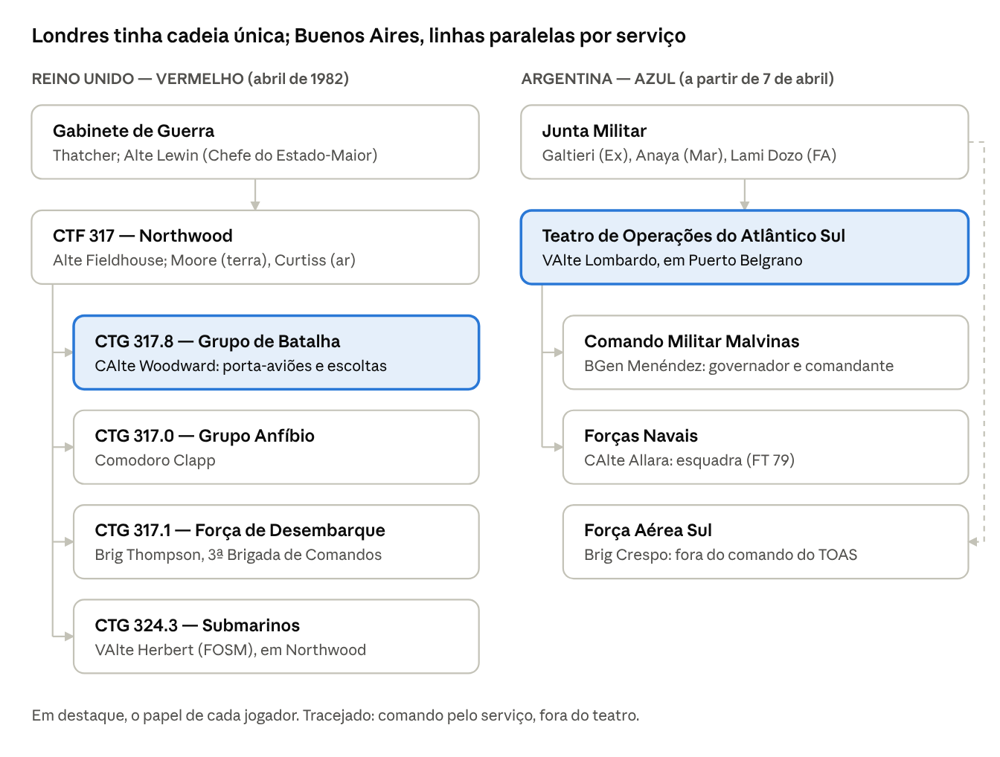 Londres tinha cadeia única; Buenos Aires, linhas paralelas por serviço
REINO UNIDO — VERMELHO (abril de 1982)
Gabinete de Guerra
Thatcher; Alte Lewin (Chefe do Estado-Maior)
CTF 317 — Northwood
Alte Fieldhouse; Moore (terra), Curtiss (ar)
CTG 317.8 — Grupo de Batalha
CAlte Woodward: porta-aviões e escoltas
CTG 317.0 — Grupo Anfíbio
Comodoro Clapp
CTG 317.1 — Força de Desembarque
Brig Thompson, 3ª Brigada de Comandos
CTG 324.3 — Submarinos
VAlte Herbert (FOSM), em Northwood
ARGENTINA — AZUL (a partir de 7 de abril)
Junta Militar
Galtieri (Ex), Anaya (Mar), Lami Dozo (FA)
Teatro de Operações do Atlântico Sul
VAlte Lombardo, em Puerto Belgrano
Comando Militar Malvinas
BGen Menéndez: governador e comandante
Forças Navais
CAlte Allara: esquadra (FT 79)
Força Aérea Sul
Brig Crespo: fora do comando do TOAS
Em destaque, o papel de cada jogador. Tracejado: comando pelo serviço, fora do teatro.